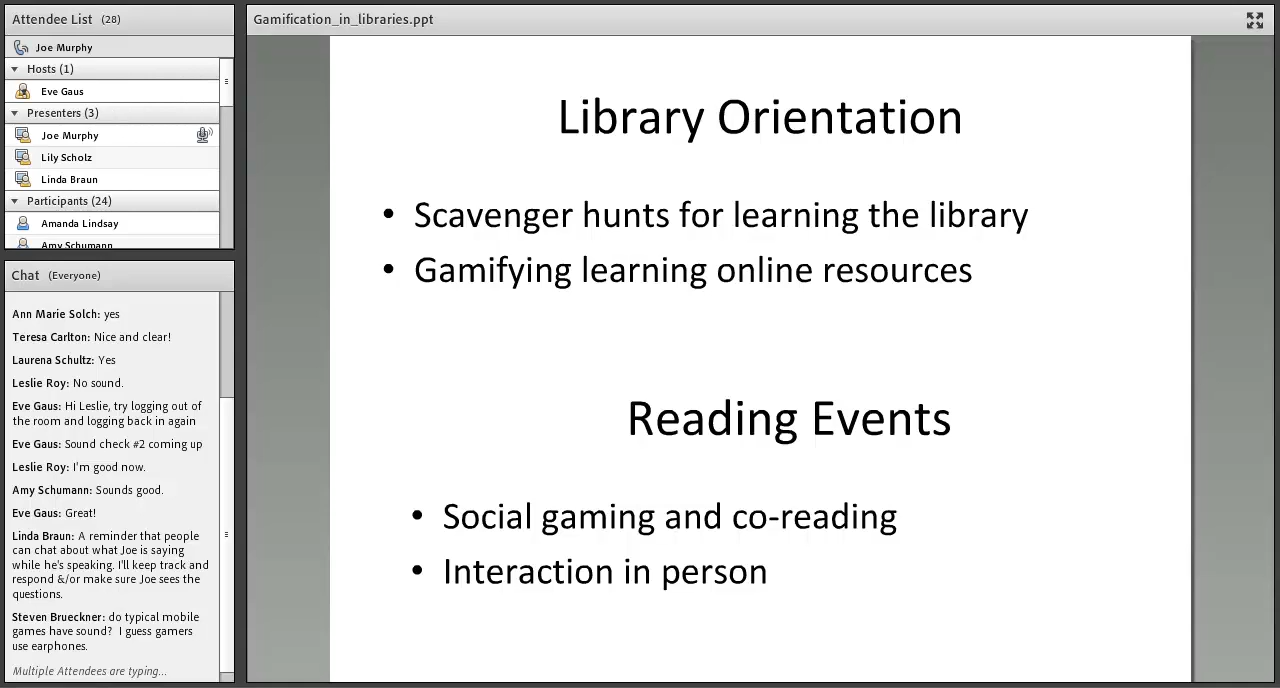 Attendee List (28)
Joe Murphy
Hosts (1)
Eve Gaus
Presenters (3)
Joe Murphy
Lily Scholz
Linda Braun
Participants (24)
Amanda Lindsay
Amy Schumann
Chat (Everyone)
Ann Marie Solch: yes
Teresa Carlton: Nice and clear!
Laurena Schultz: Yes
Leslie Roy: No sound.
Eve Gaus: Hi Leslie, try logging out of
the room and logging back in again
Eve Gaus: Sound check #2 coming up
Leslie Roy: I'm good now.
Amy Schumann: Sounds good.
Eve Gaus: Great!
Linda Braun: A reminder that people
can chat about what Joe is saying
while he's speaking. I'll keep track and
respond &/or make sure Joe sees the
questions.
Steven Brueckner: do typical mobile
games have sound? I guess gamers
use earphones.
Multiple Attendees are typing...
Gamification_in_libraries.ppt
Library Orientation
• Scavenger hunts for learning the library
• Gamifying learning online resources
Reading Events
• Social gaming and co-reading
• Interaction in person